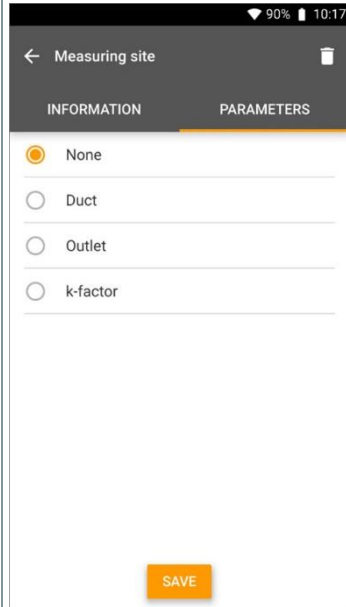 90% 10:17
Measuring site
INFORMATION PARAMETERS
None
Duct
Outlet
k-factor
SAVE